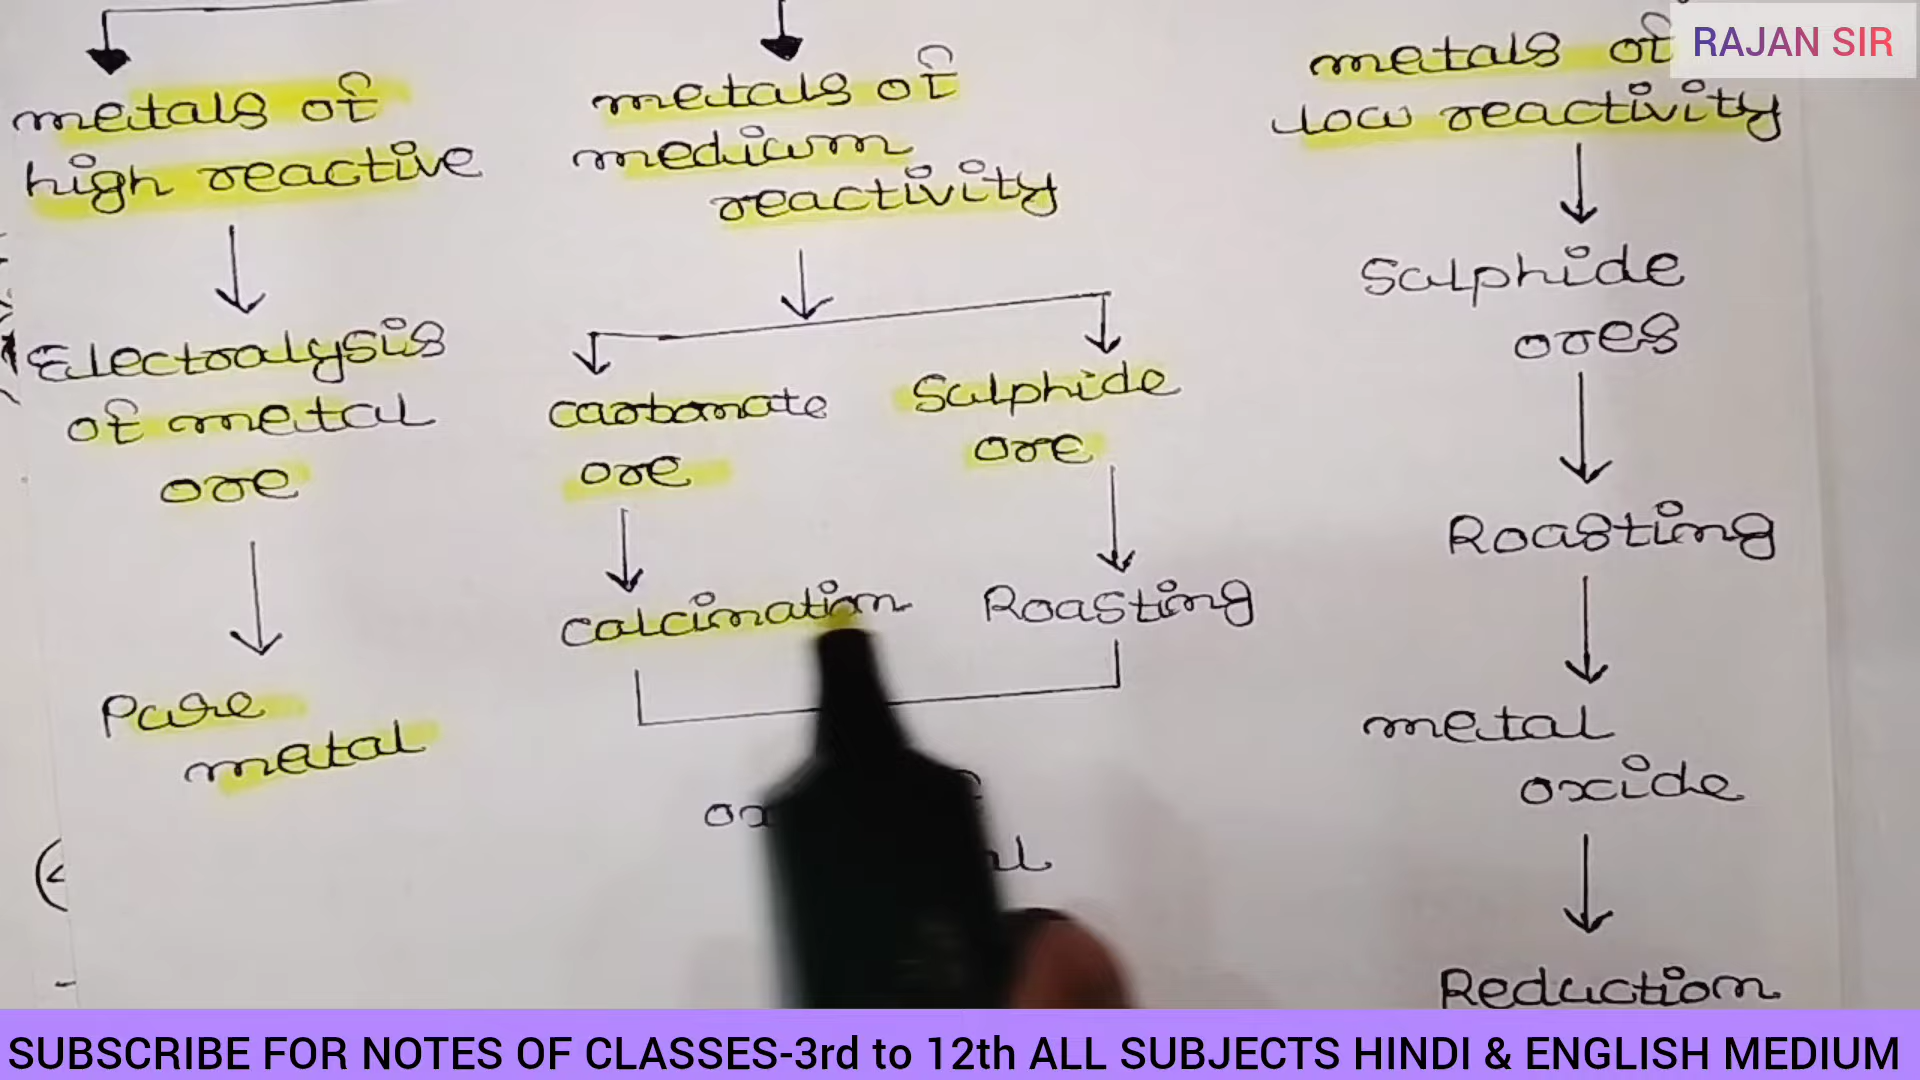 RAJAN SIR
metals of
high reactive
Electroalysis
of metal
ore
Pure
metal
metals of
medium
reactivity
carbonate
ore
Sulphide
ore
calcination
Roasting
metals of
low reactivity
Sulphide
ores
Roasting
metal
oxide
Reduction
SUBSCRIBE FOR NOTES OF CLASSES-3rd to 12th ALL SUBJECTS HINDI & ENGLISH MEDIUM